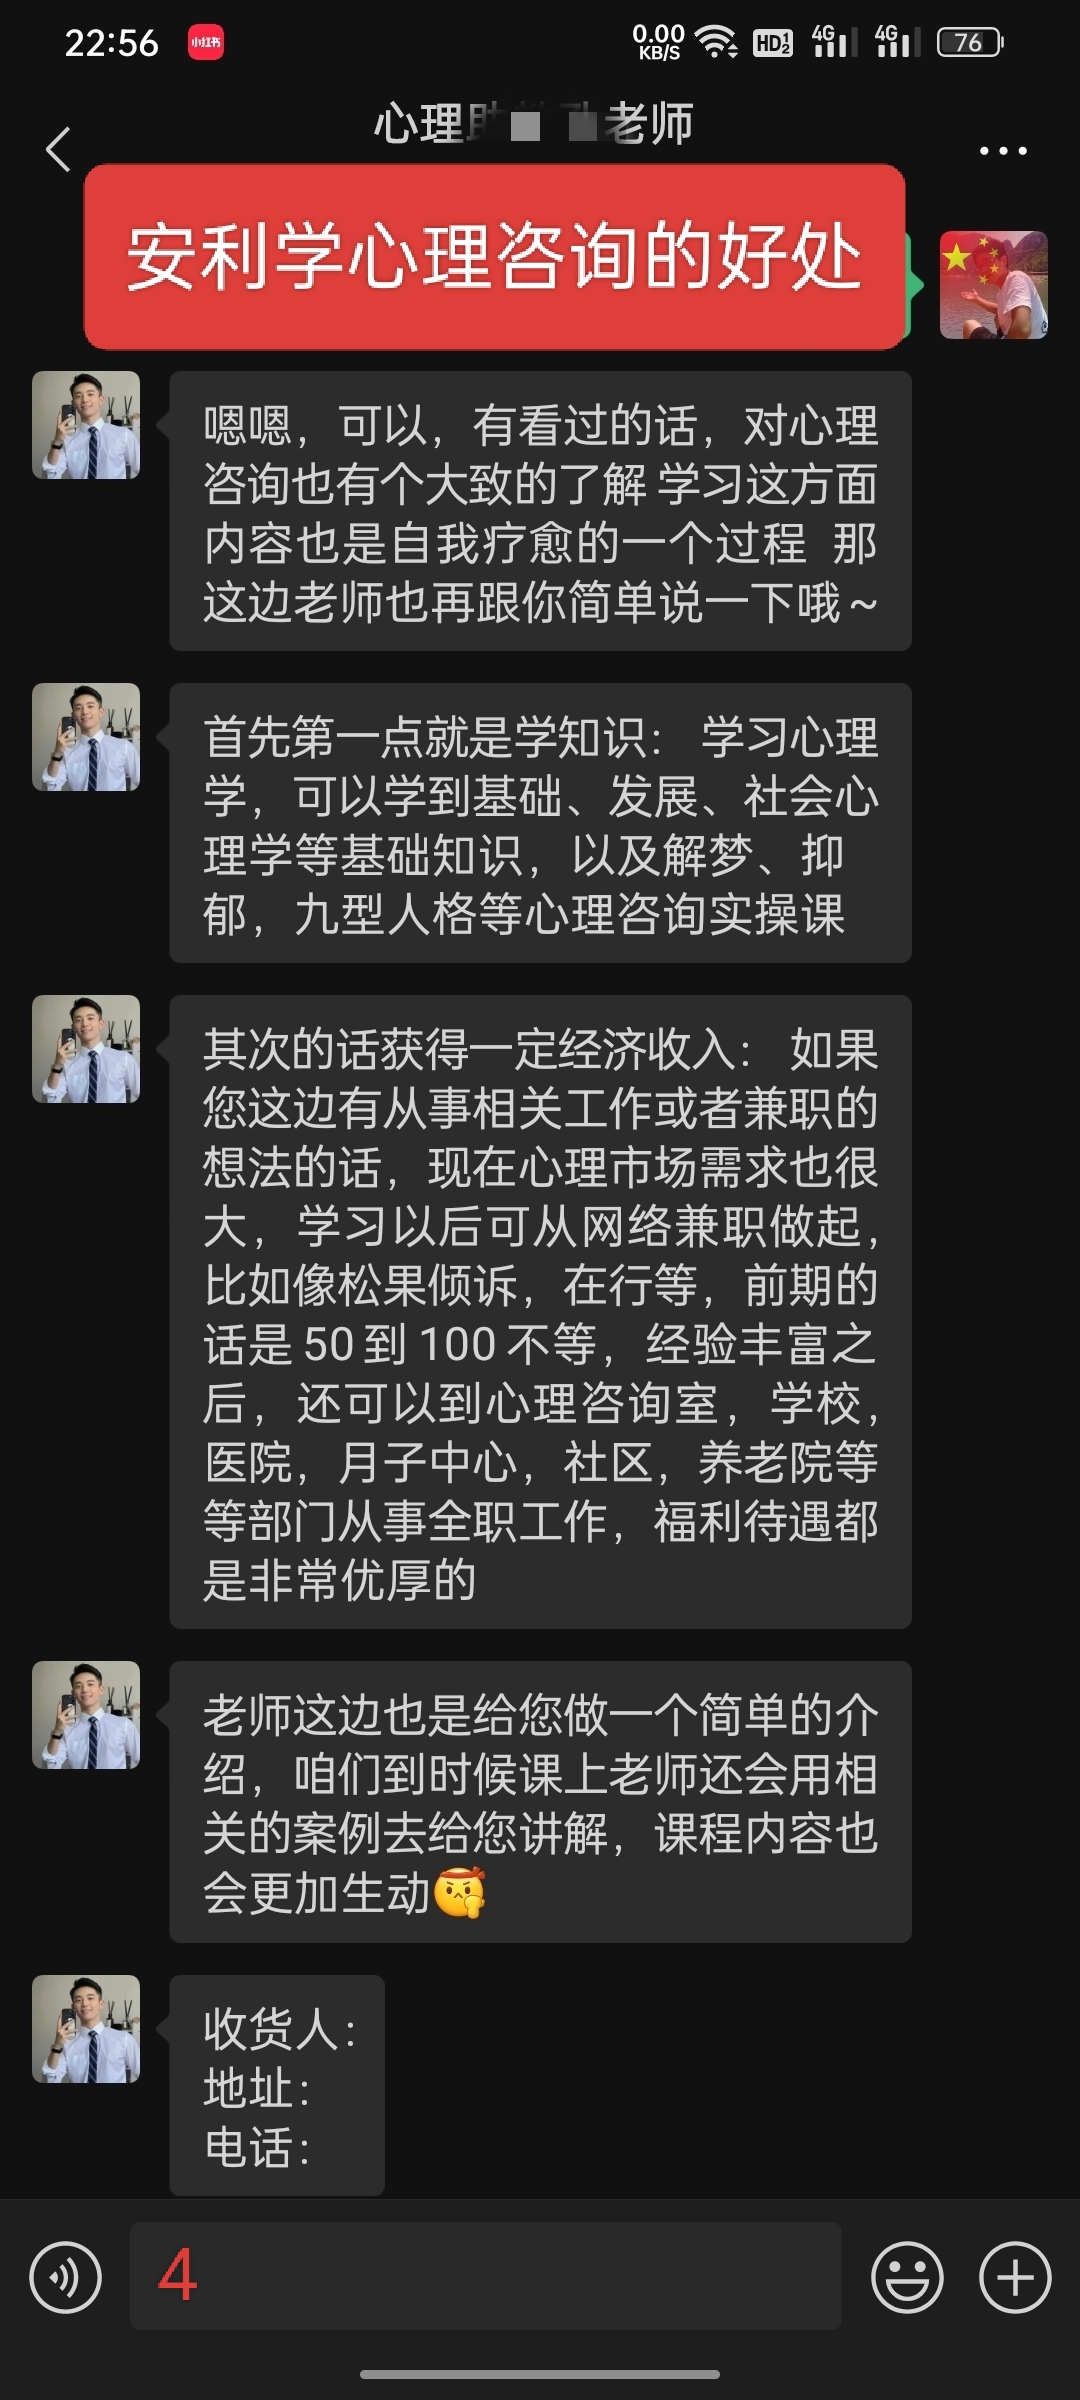 22:56
小红书
0.00
KB/S
HD
4G
4G
76
心理
老师
安利学心理咨询的好处
嗯嗯，可以，有看过的话，对心理
咨询也有个大致的了解 学习这方面
内容也是自我疗愈的一个过程 那
这边老师也再跟你简单说一下哦～
首先第一点就是学知识： 学习心理
学，可以学到基础、发展、社会心
理学等基础知识，以及解梦、抑
郁，九型人格等心理咨询实操课
其次的话获得一定经济收入： 如果
您这边有从事相关工作或者兼职的
想法的话，现在心理市场需求也很
大，学习以后可从网络兼职做起，
比如像松果倾诉，在行等，前期的
话是 50 到 100 不等，经验丰富之
后，还可以到心理咨询室，学校，
医院，月子中心，社区，养老院等
等部门从事全职工作，福利待遇都
是非常优厚的
老师这边也是给您做一个简单的介
绍，咱们到时候课上老师还会用相
关的案例去给您讲解，课程内容也
会更加生动
收货人：
地址：
电话：
4